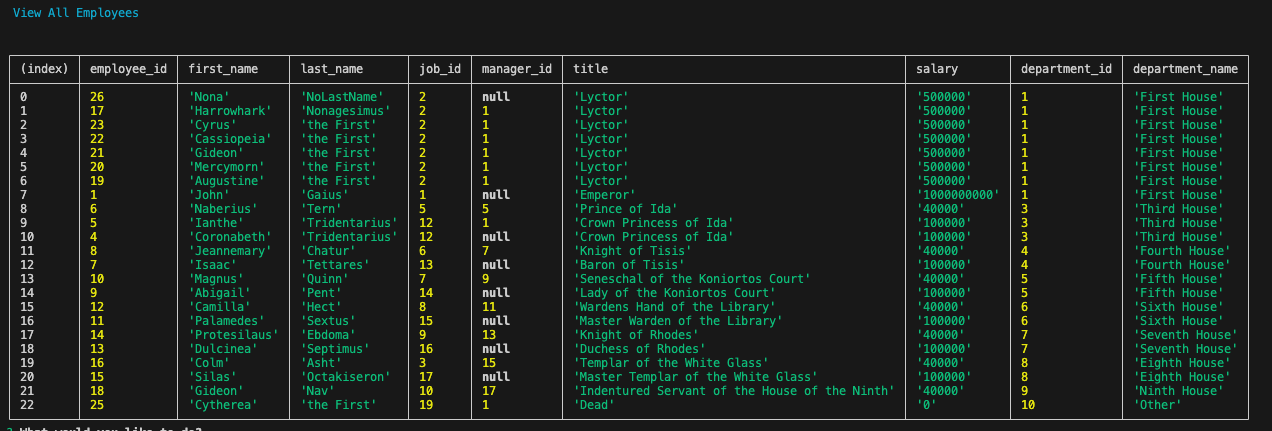 View All Employees
(index) employee_id first_name last_name job_id manager_id title salary department_id department_name
0 26 'Nona' 'NoLastName' 2 null 'Lyctor' '500000' 1 'First House'
1 17 'Harrowhark' 'Nonagesimus' 2 1 'Lyctor' '500000' 1 'First House'
2 23 'Cyrus' 'the First' 2 1 'Lyctor' '500000' 1 'First House'
3 22 'Cassiopeia' 'the First' 2 1 'Lyctor' '500000' 1 'First House'
4 21 'Gideon' 'the First' 2 1 'Lyctor' '500000' 1 'First House'
5 20 'Mercymorn' 'the First' 2 1 'Lyctor' '500000' 1 'First House'
6 19 'Augustine' 'the First' 2 1 'Lyctor' '500000' 1 'First House'
7 1 'John' 'Gaius' 1 null 'Emperor' '1000000000' 1 'First House'
8 6 'Naberius' 'Tern' 5 5 'Prince of Ida' '40000' 3 'Third House'
9 5 'Ianthe' 'Tridentarius' 12 1 'Crown Princess of Ida' '100000' 3 'Third House'
10 4 'Coronabeth' 'Tridentarius' 12 null 'Crown Princess of Ida' '100000' 3 'Third House'
11 8 'Jeannemary' 'Chatur' 6 7 'Knight of Tisis' '40000' 4 'Fourth House'
12 7 'Isaac' 'Tettares' 13 null 'Baron of Tisis' '100000' 4 'Fourth House'
13 10 'Magnus' 'Quinn' 7 9 'Seneschal of the Koniortos Court' '40000' 5 'Fifth House'
14 9 'Abigail' 'Pent' 14 null 'Lady of the Koniortos Court' '100000' 5 'Fifth House'
15 12 'Camilla' 'Hect' 8 11 'Wardens Hand of the Library' '40000' 6 'Sixth House'
16 11 'Palamedes' 'Sextus' 15 null 'Master Warden of the Library' '100000' 6 'Sixth House'
17 14 'Protesilaus' 'Ebdoma' 9 13 'Knight of Rhodes' '40000' 7 'Seventh House'
18 13 'Dulcinea' 'Septimus' 16 null 'Duchess of Rhodes' '100000' 7 'Seventh House'
19 16 'Colm' 'Asht' 3 15 'Templar of the White Glass' '40000' 8 'Eighth House'
20 15 'Silas' 'Octakiseron' 17 null 'Master Templar of the White Glass' '100000' 8 'Eighth House'
21 18 'Gideon' 'Nav' 10 17 'Indentured Servant of the House of the Ninth' '40000' 9 'Ninth House'
22 25 'Cytherea' 'the First' 19 1 'Dead' '0' 10 'Other'
? What would you like to do?